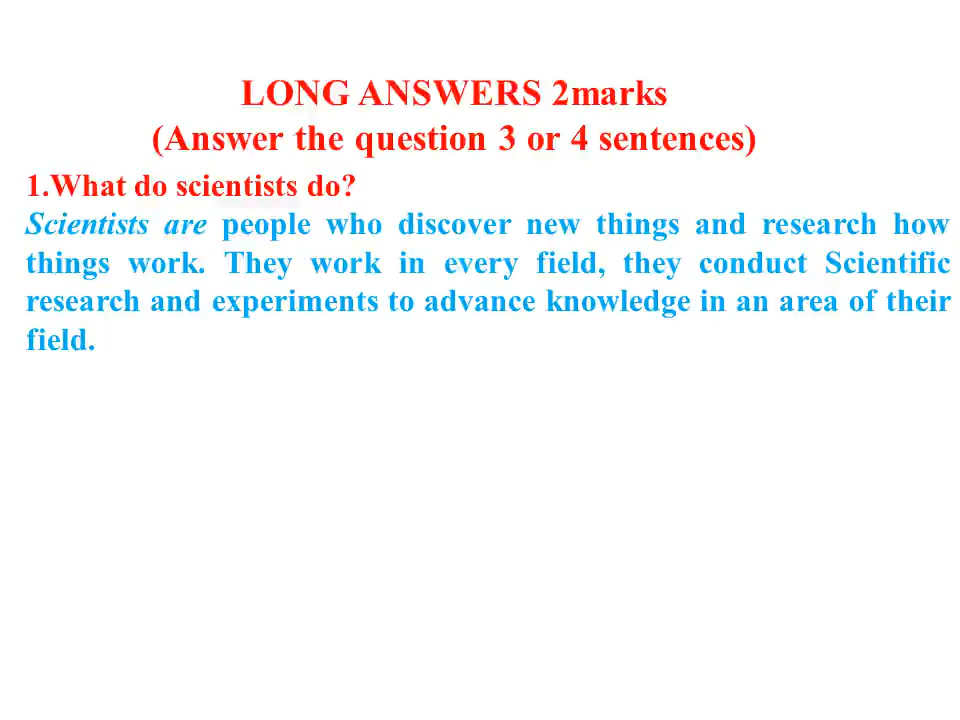 LONG ANSWERS 2marks
(Answer the question 3 or 4 sentences)
1.What do scientists do?
Scientists are people who discover new things and research how
things work. They work in every field, they conduct Scientific
research and experiments to advance knowledge in an area of their
field.